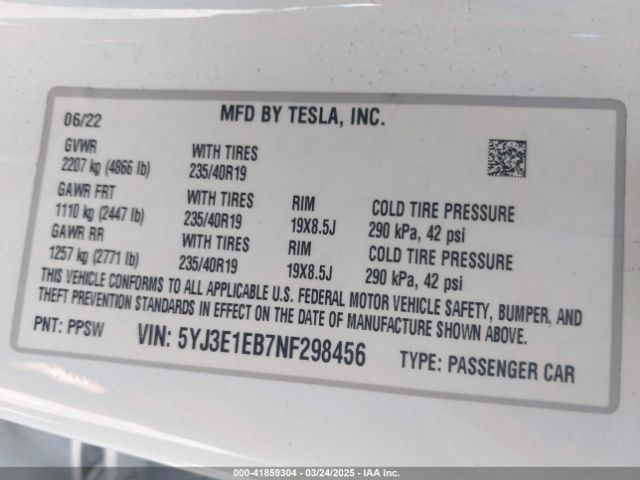 06/22 MFD BY TESLA, INC.
GVWR
2207 kg (4866 lb) WITH TIRES 235/40R19
GAWR FRT
1110 kg (2447 lb) WITH TIRES 235/40R19 RIM 19X8.5J COLD TIRE PRESSURE 290 kPa, 42 psi
GAWR RR
1257 kg (2771 lb) WITH TIRES 235/40R19 RIM 19X8.5J COLD TIRE PRESSURE 290 kPa, 42 psi
THIS VEHICLE CONFORMS TO ALL APPLICABLE U.S. FEDERAL MOTOR VEHICLE SAFETY, BUMPER, AND
THEFT PREVENTION STANDARDS IN EFFECT ON THE DATE OF MANUFACTURE SHOWN ABOVE.
PNT: PPSW VIN: 5YJ3E1EB7NF298456 TYPE: PASSENGER CAR
000-41859304 | 03/24/2025 - IAA Inc.